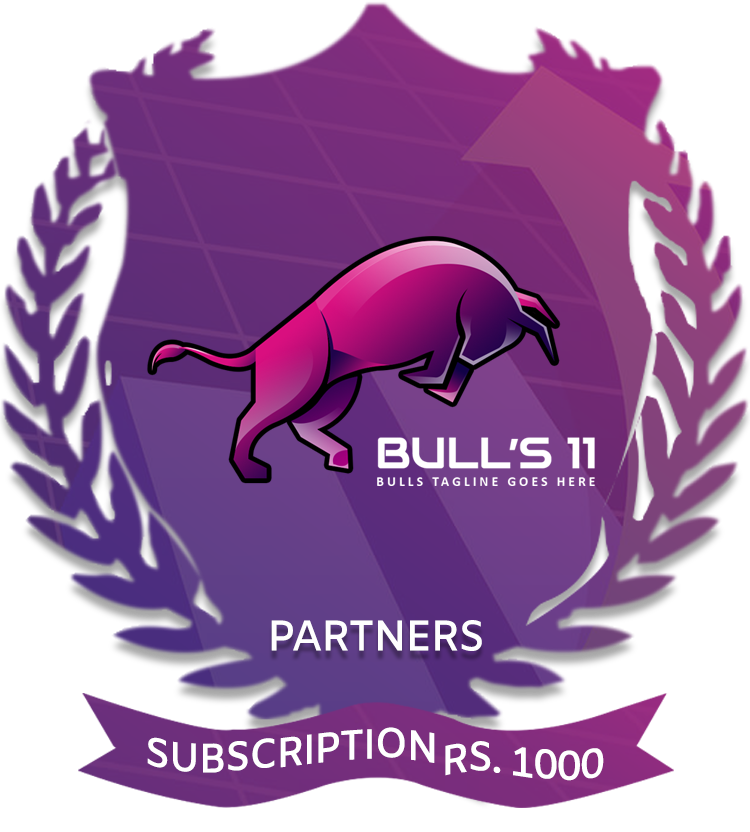 BULL'S 11
BULLS TAGLINE GOES HERE
PARTNERS
SUBSCRIPTION RS. 1000